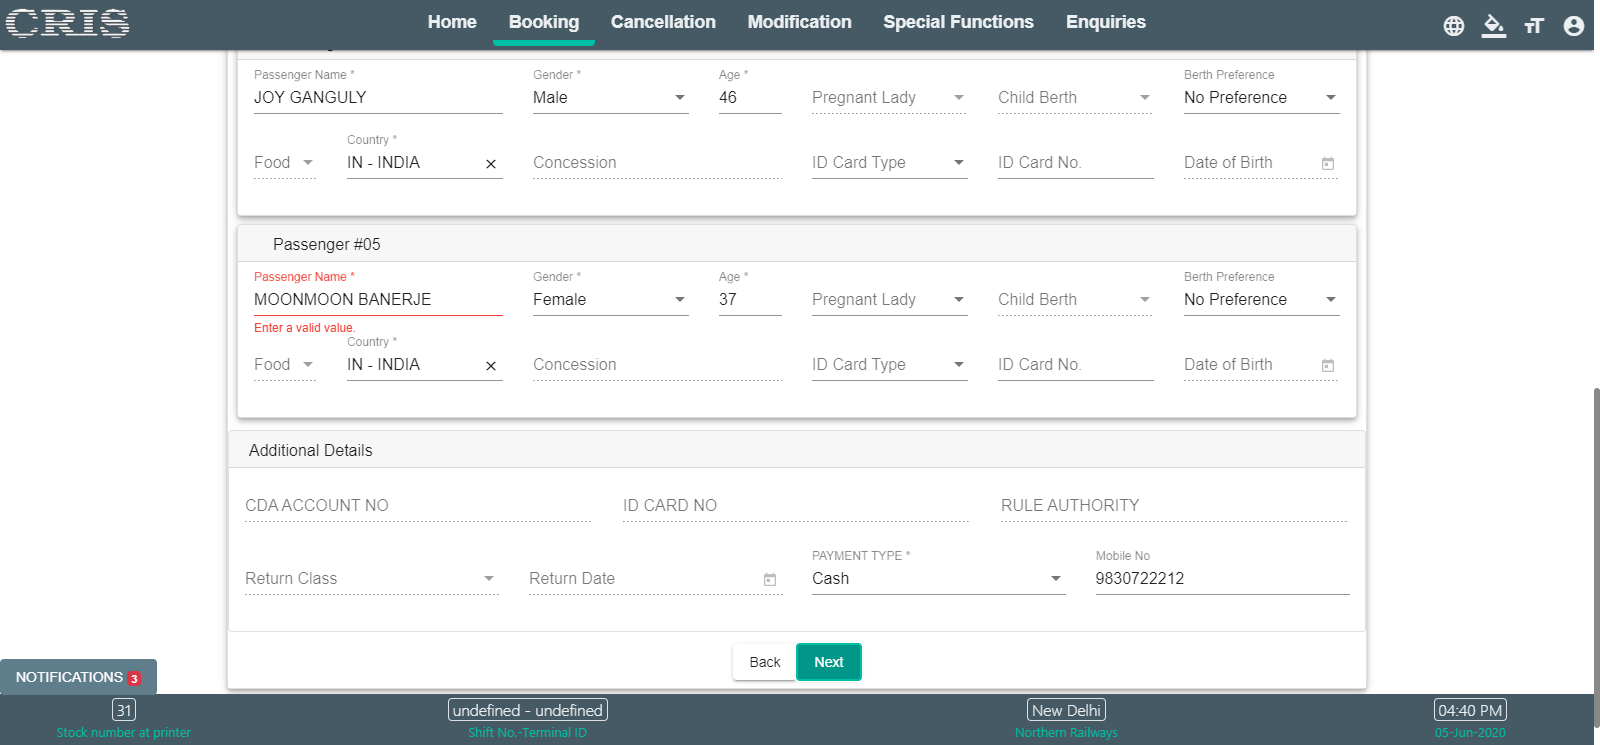 CRIS
Home Booking Cancellation Modification Special Functions Enquiries
Passenger Name * Gender * Age * Berth Preference
JOY GANGULY Male 46 Pregnant Lady Child Berth No Preference
Country *
Food IN - INDIA × Concession ID Card Type ID Card No. Date of Birth
Passenger #05
Passenger Name * Gender * Age * Berth Preference
MOONMOON BANERJE Female 37 Pregnant Lady Child Berth No Preference
Enter a valid value.
Country *
Food IN - INDIA × Concession ID Card Type ID Card No. Date of Birth
Additional Details
CDA ACCOUNT NO ID CARD NO RULE AUTHORITY
PAYMENT TYPE * Mobile No
Return Class Return Date Cash 9830722212
Back Next
NOTIFICATIONS 3
31 undefined - undefined New Delhi 04:40 PM
Stock number at printer Shift No.-Terminal ID Northern Railways 05-Jun-2020